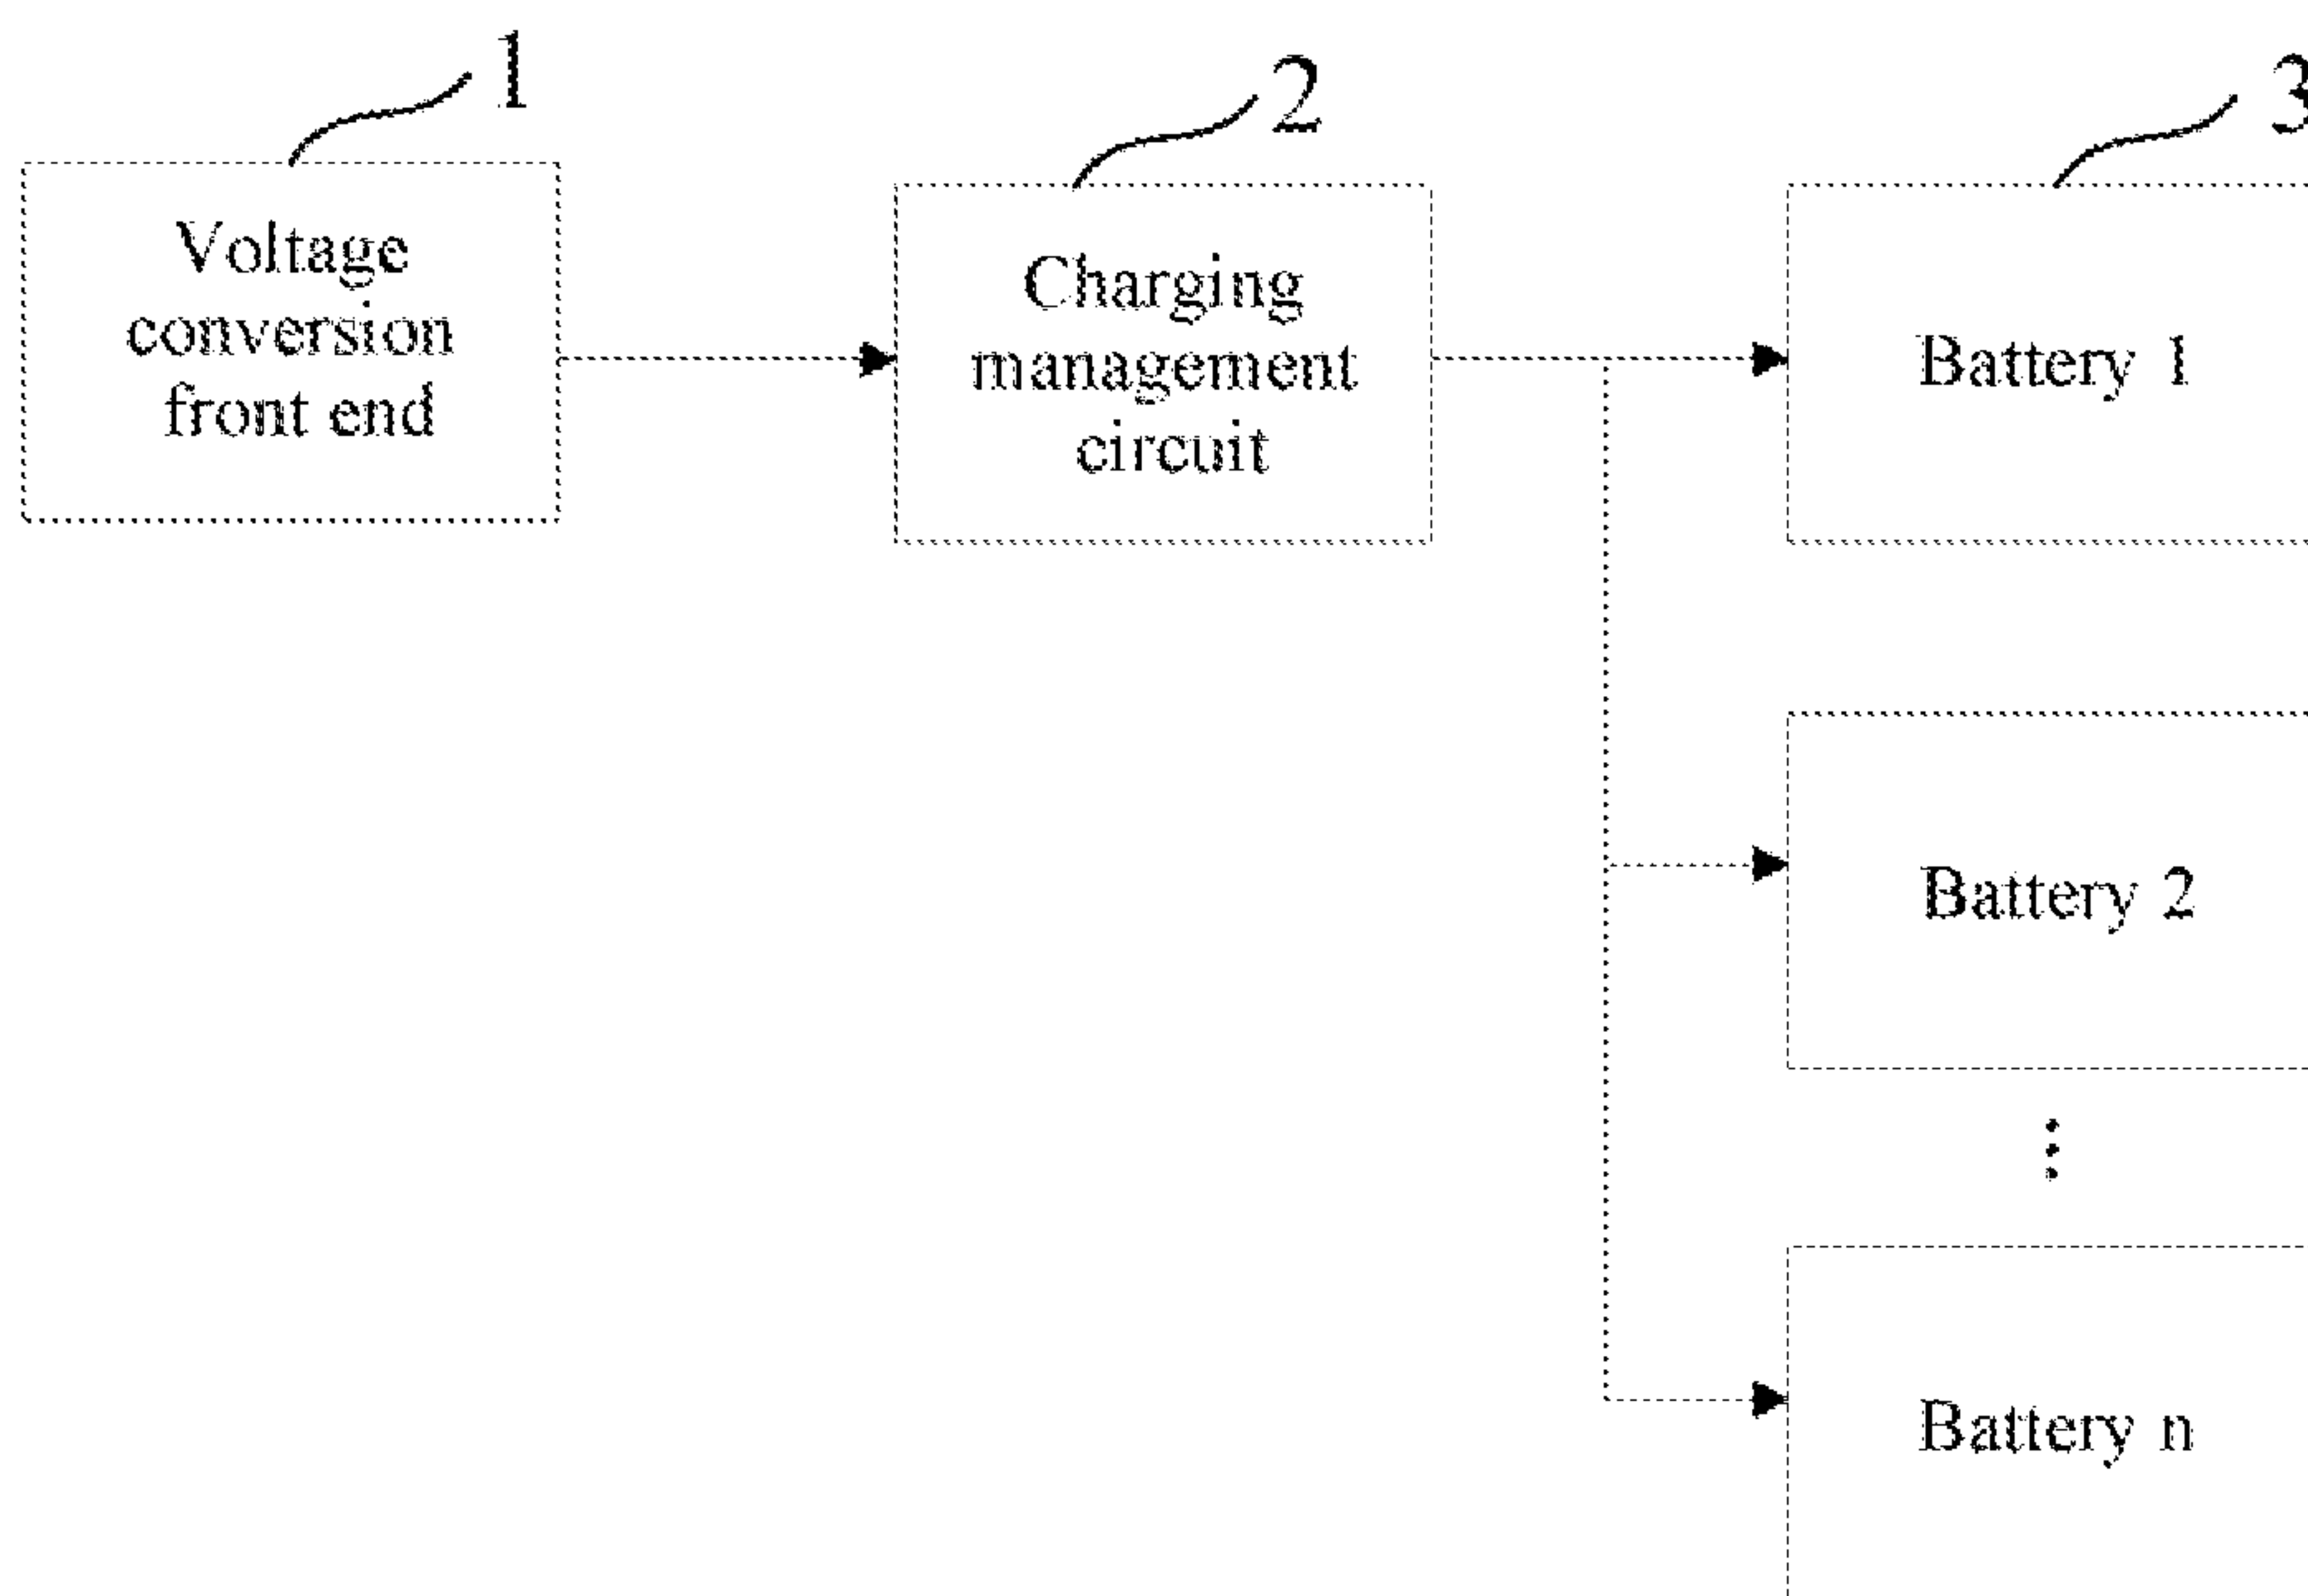 1
2
3
Voltage
conversion
front end
Charging
management
circuit
Battery 1
Battery 2
Battery n